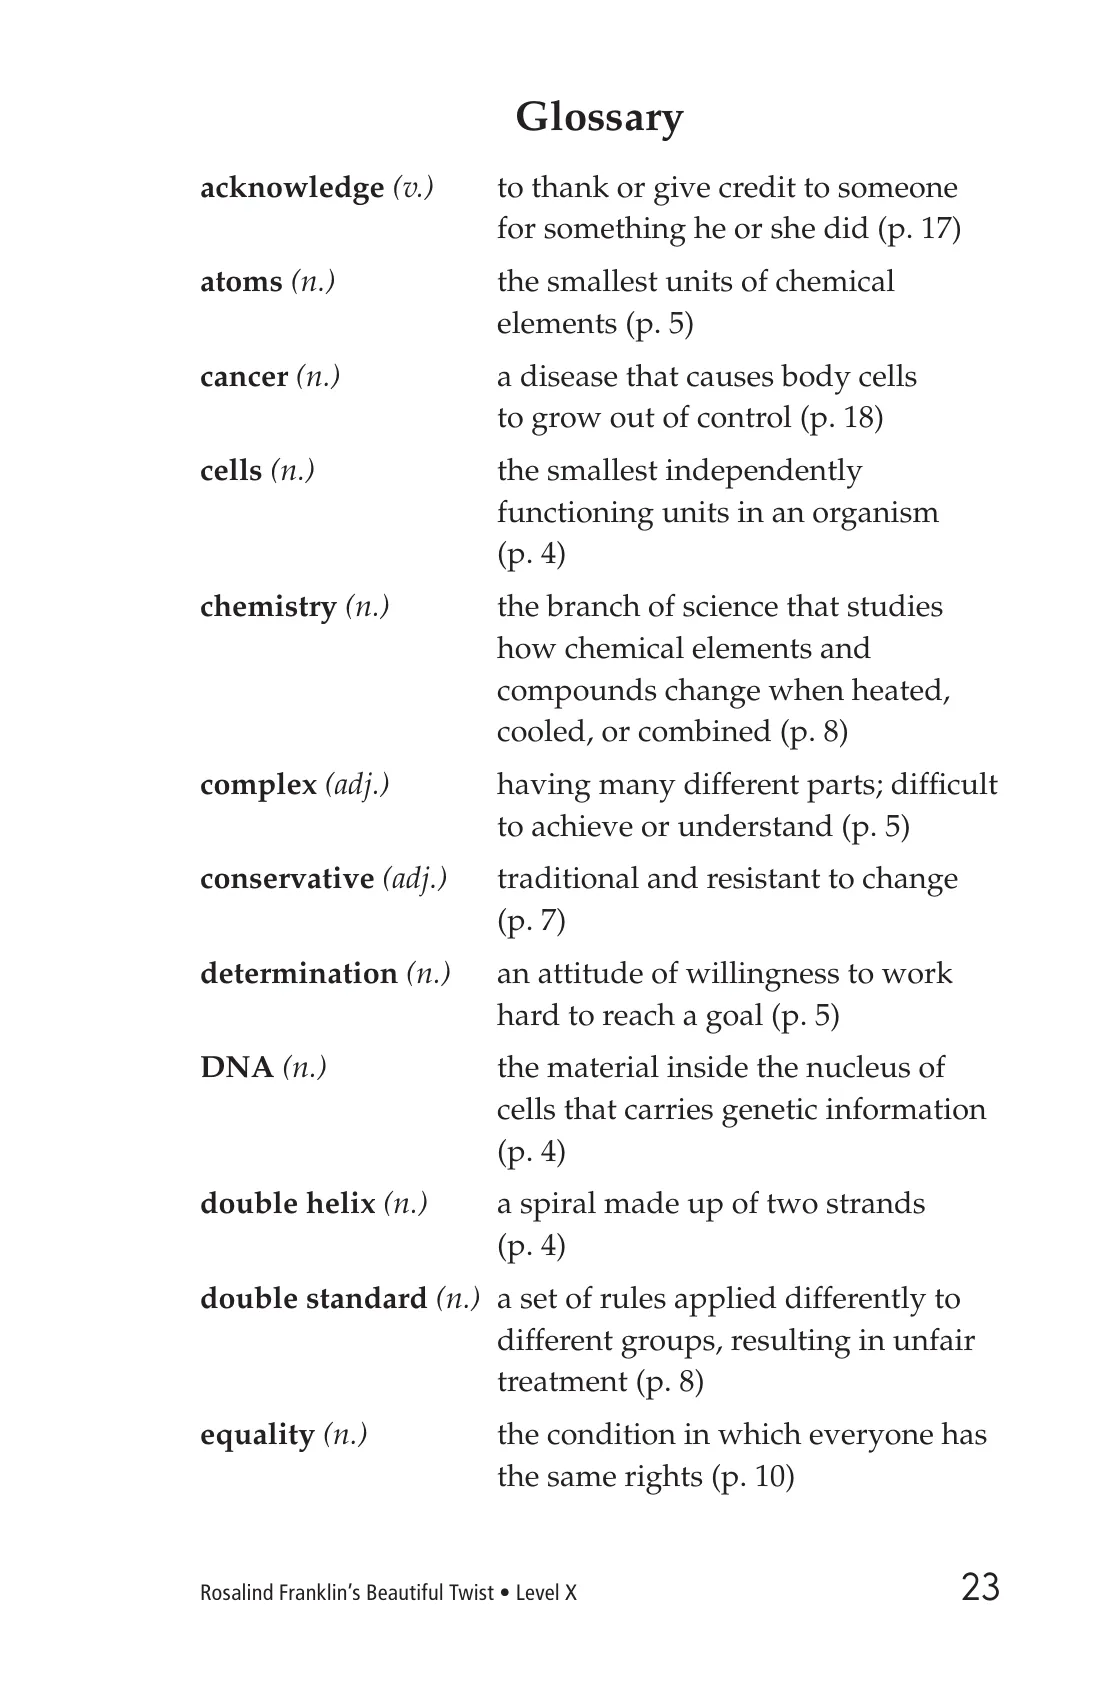 Glossary
acknowledge (v.) to thank or give credit to someone
for something he or she did (p. 17)
atoms (n.) the smallest units of chemical
elements (p. 5)
cancer (n.) a disease that causes body cells
to grow out of control (p. 18)
cells (n.) the smallest independently
functioning units in an organism
(p. 4)
chemistry (n.) the branch of science that studies
how chemical elements and
compounds change when heated,
cooled, or combined (p. 8)
complex (adj.) having many different parts; difficult
to achieve or understand (p. 5)
conservative (adj.) traditional and resistant to change
(p. 7)
determination (n.) an attitude of willingness to work
hard to reach a goal (p. 5)
DNA (n.) the material inside the nucleus of
cells that carries genetic information
(p. 4)
double helix (n.) a spiral made up of two strands
(p. 4)
double standard (n.) a set of rules applied differently to
different groups, resulting in unfair
treatment (p. 8)
equality (n.) the condition in which everyone has
the same rights (p. 10)
Rosalind Franklin’s Beautiful Twist • Level X 23